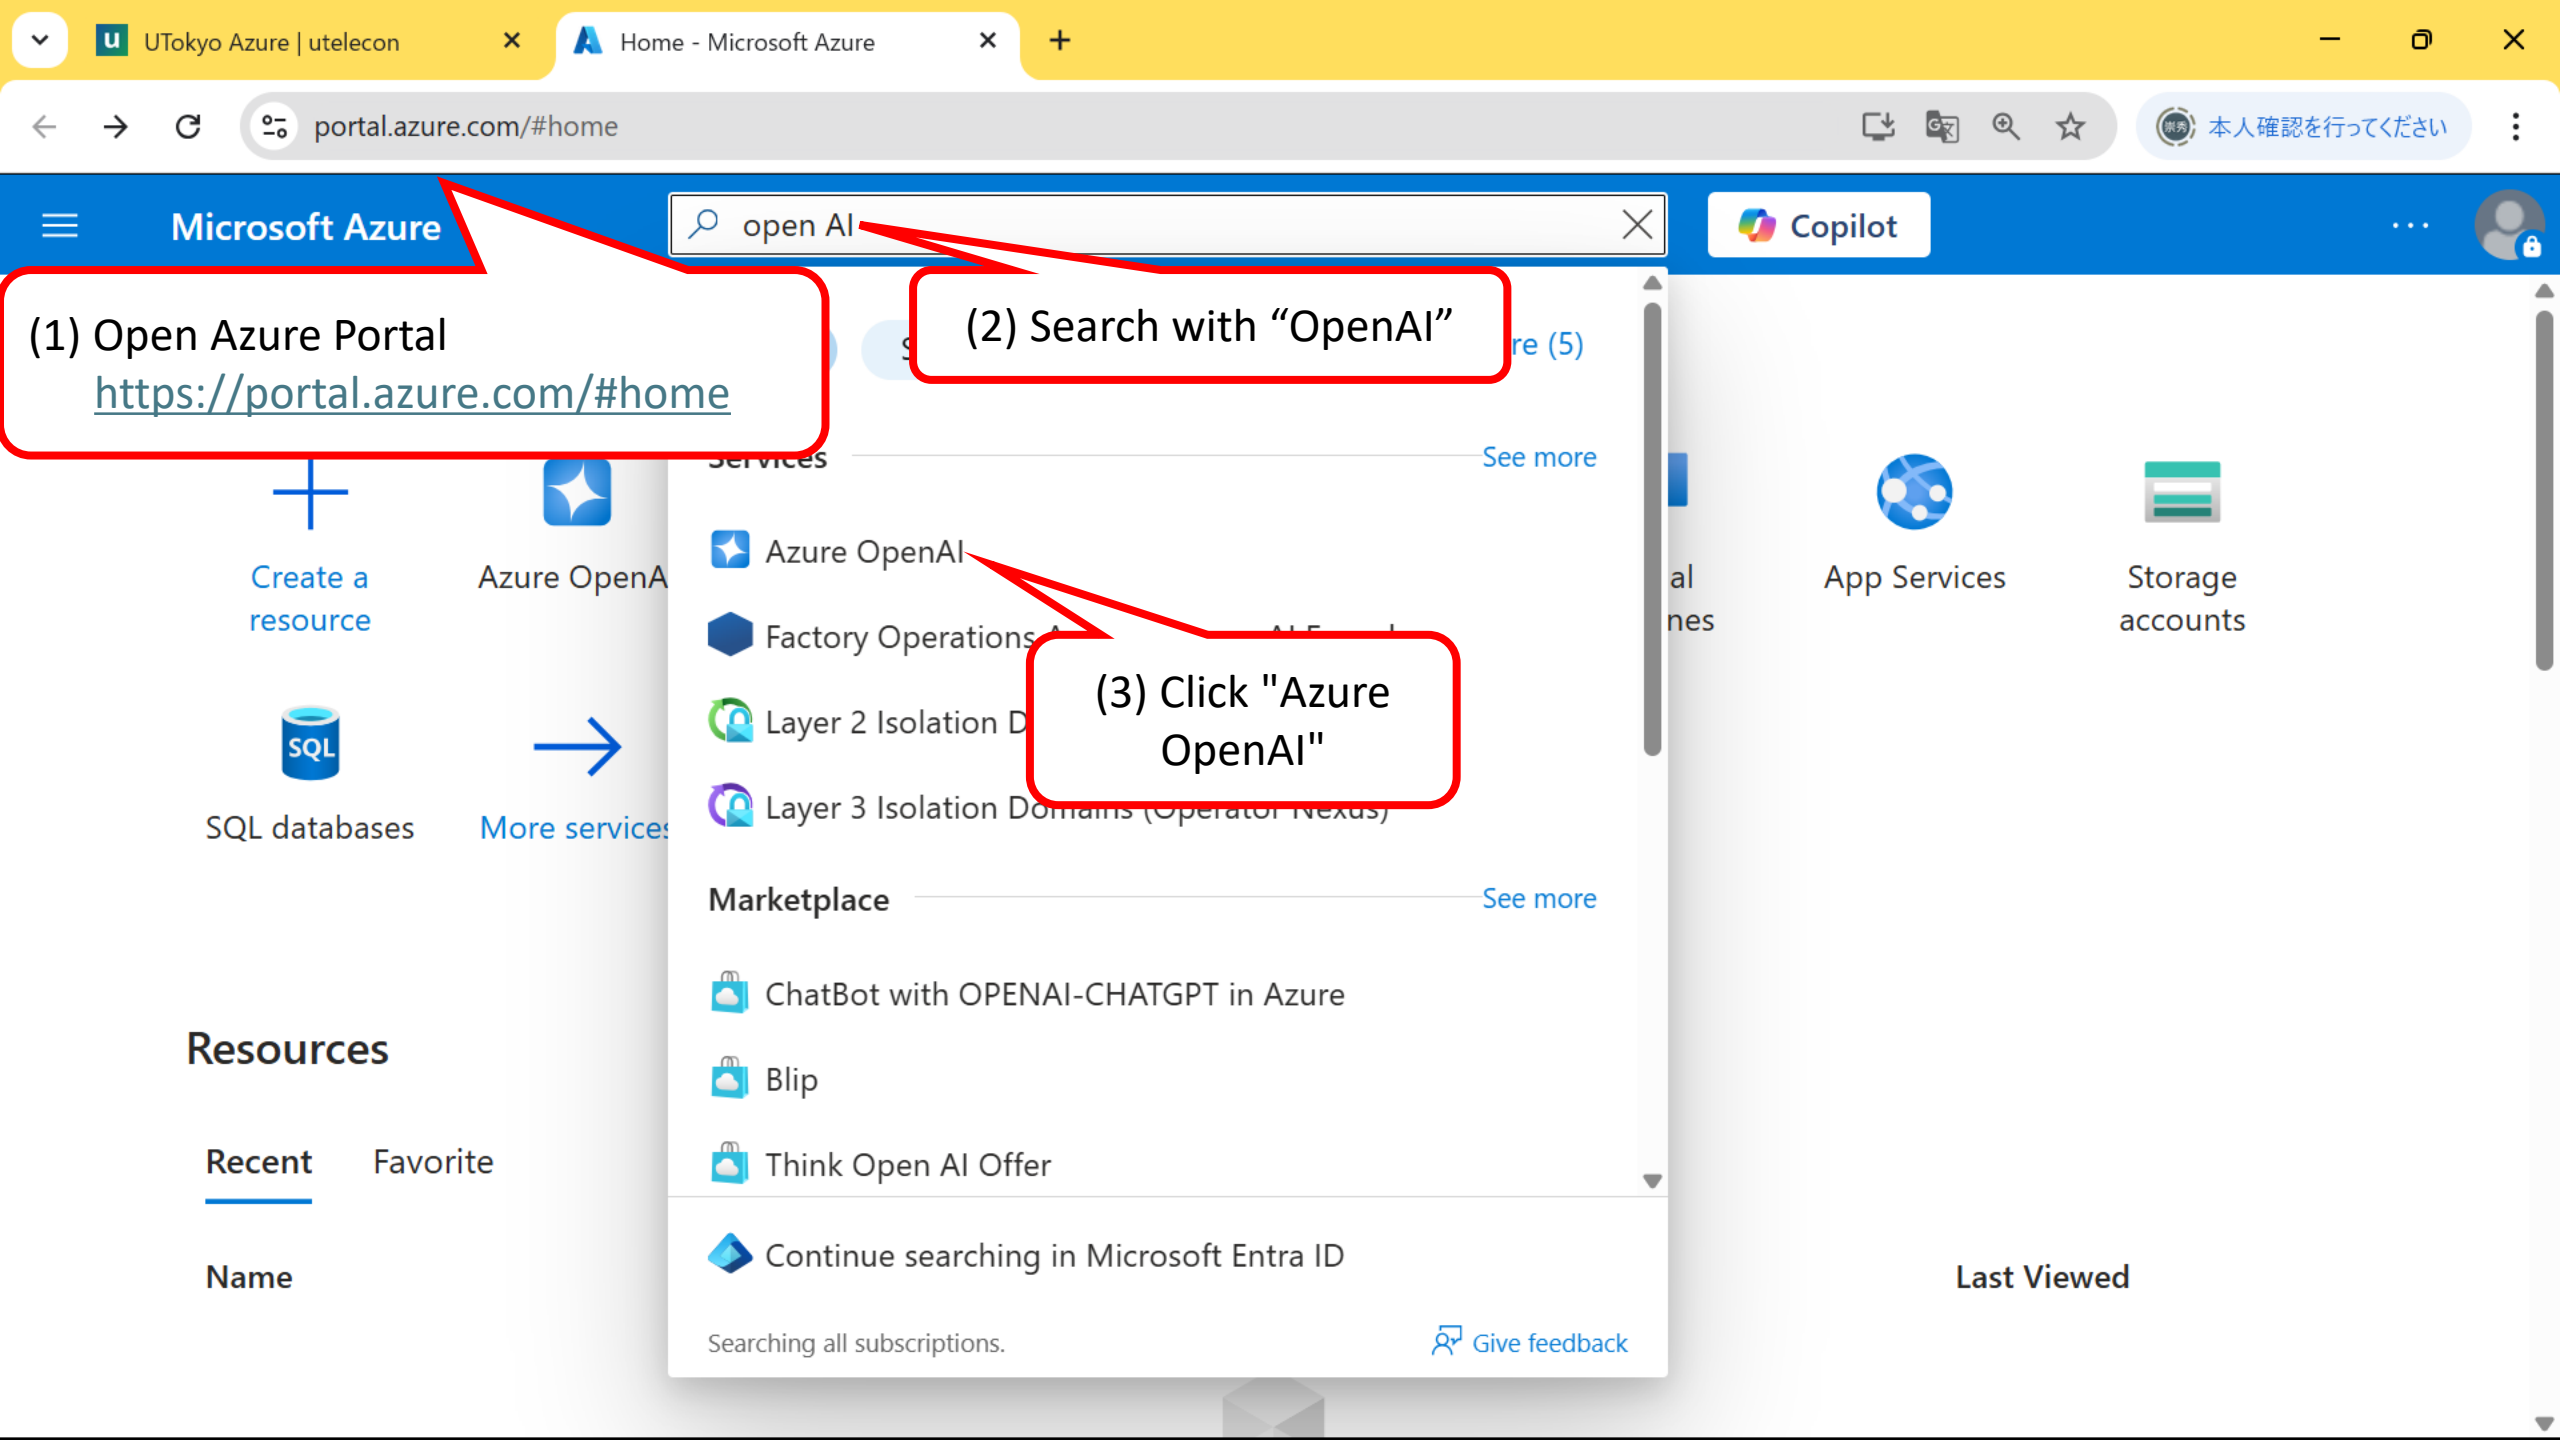 UTokyo Azure | utelecon
Home - Microsoft Azure
portal.azure.com/#home
崇秀 本人確認を行ってください
Microsoft Azure
open AI
Copilot
(1) Open Azure Portal
https://portal.azure.com/#home
(2) Search with “OpenAI”
re (5)
Services
See more
Azure OpenAI
(3) Click "Azure
OpenAI"
Factory Operations
Layer 2 Isolation D
Layer 3 Isolation Domains (Operator Nexus)
Marketplace
See more
ChatBot with OPENAI-CHATGPT in Azure
Blip
Think Open AI Offer
Continue searching in Microsoft Entra ID
Searching all subscriptions.
Give feedback
Create a
resource
Azure OpenA
al
nes
App Services
Storage
accounts
SQL
SQL databases
More services
Resources
Recent
Favorite
Name
Last Viewed